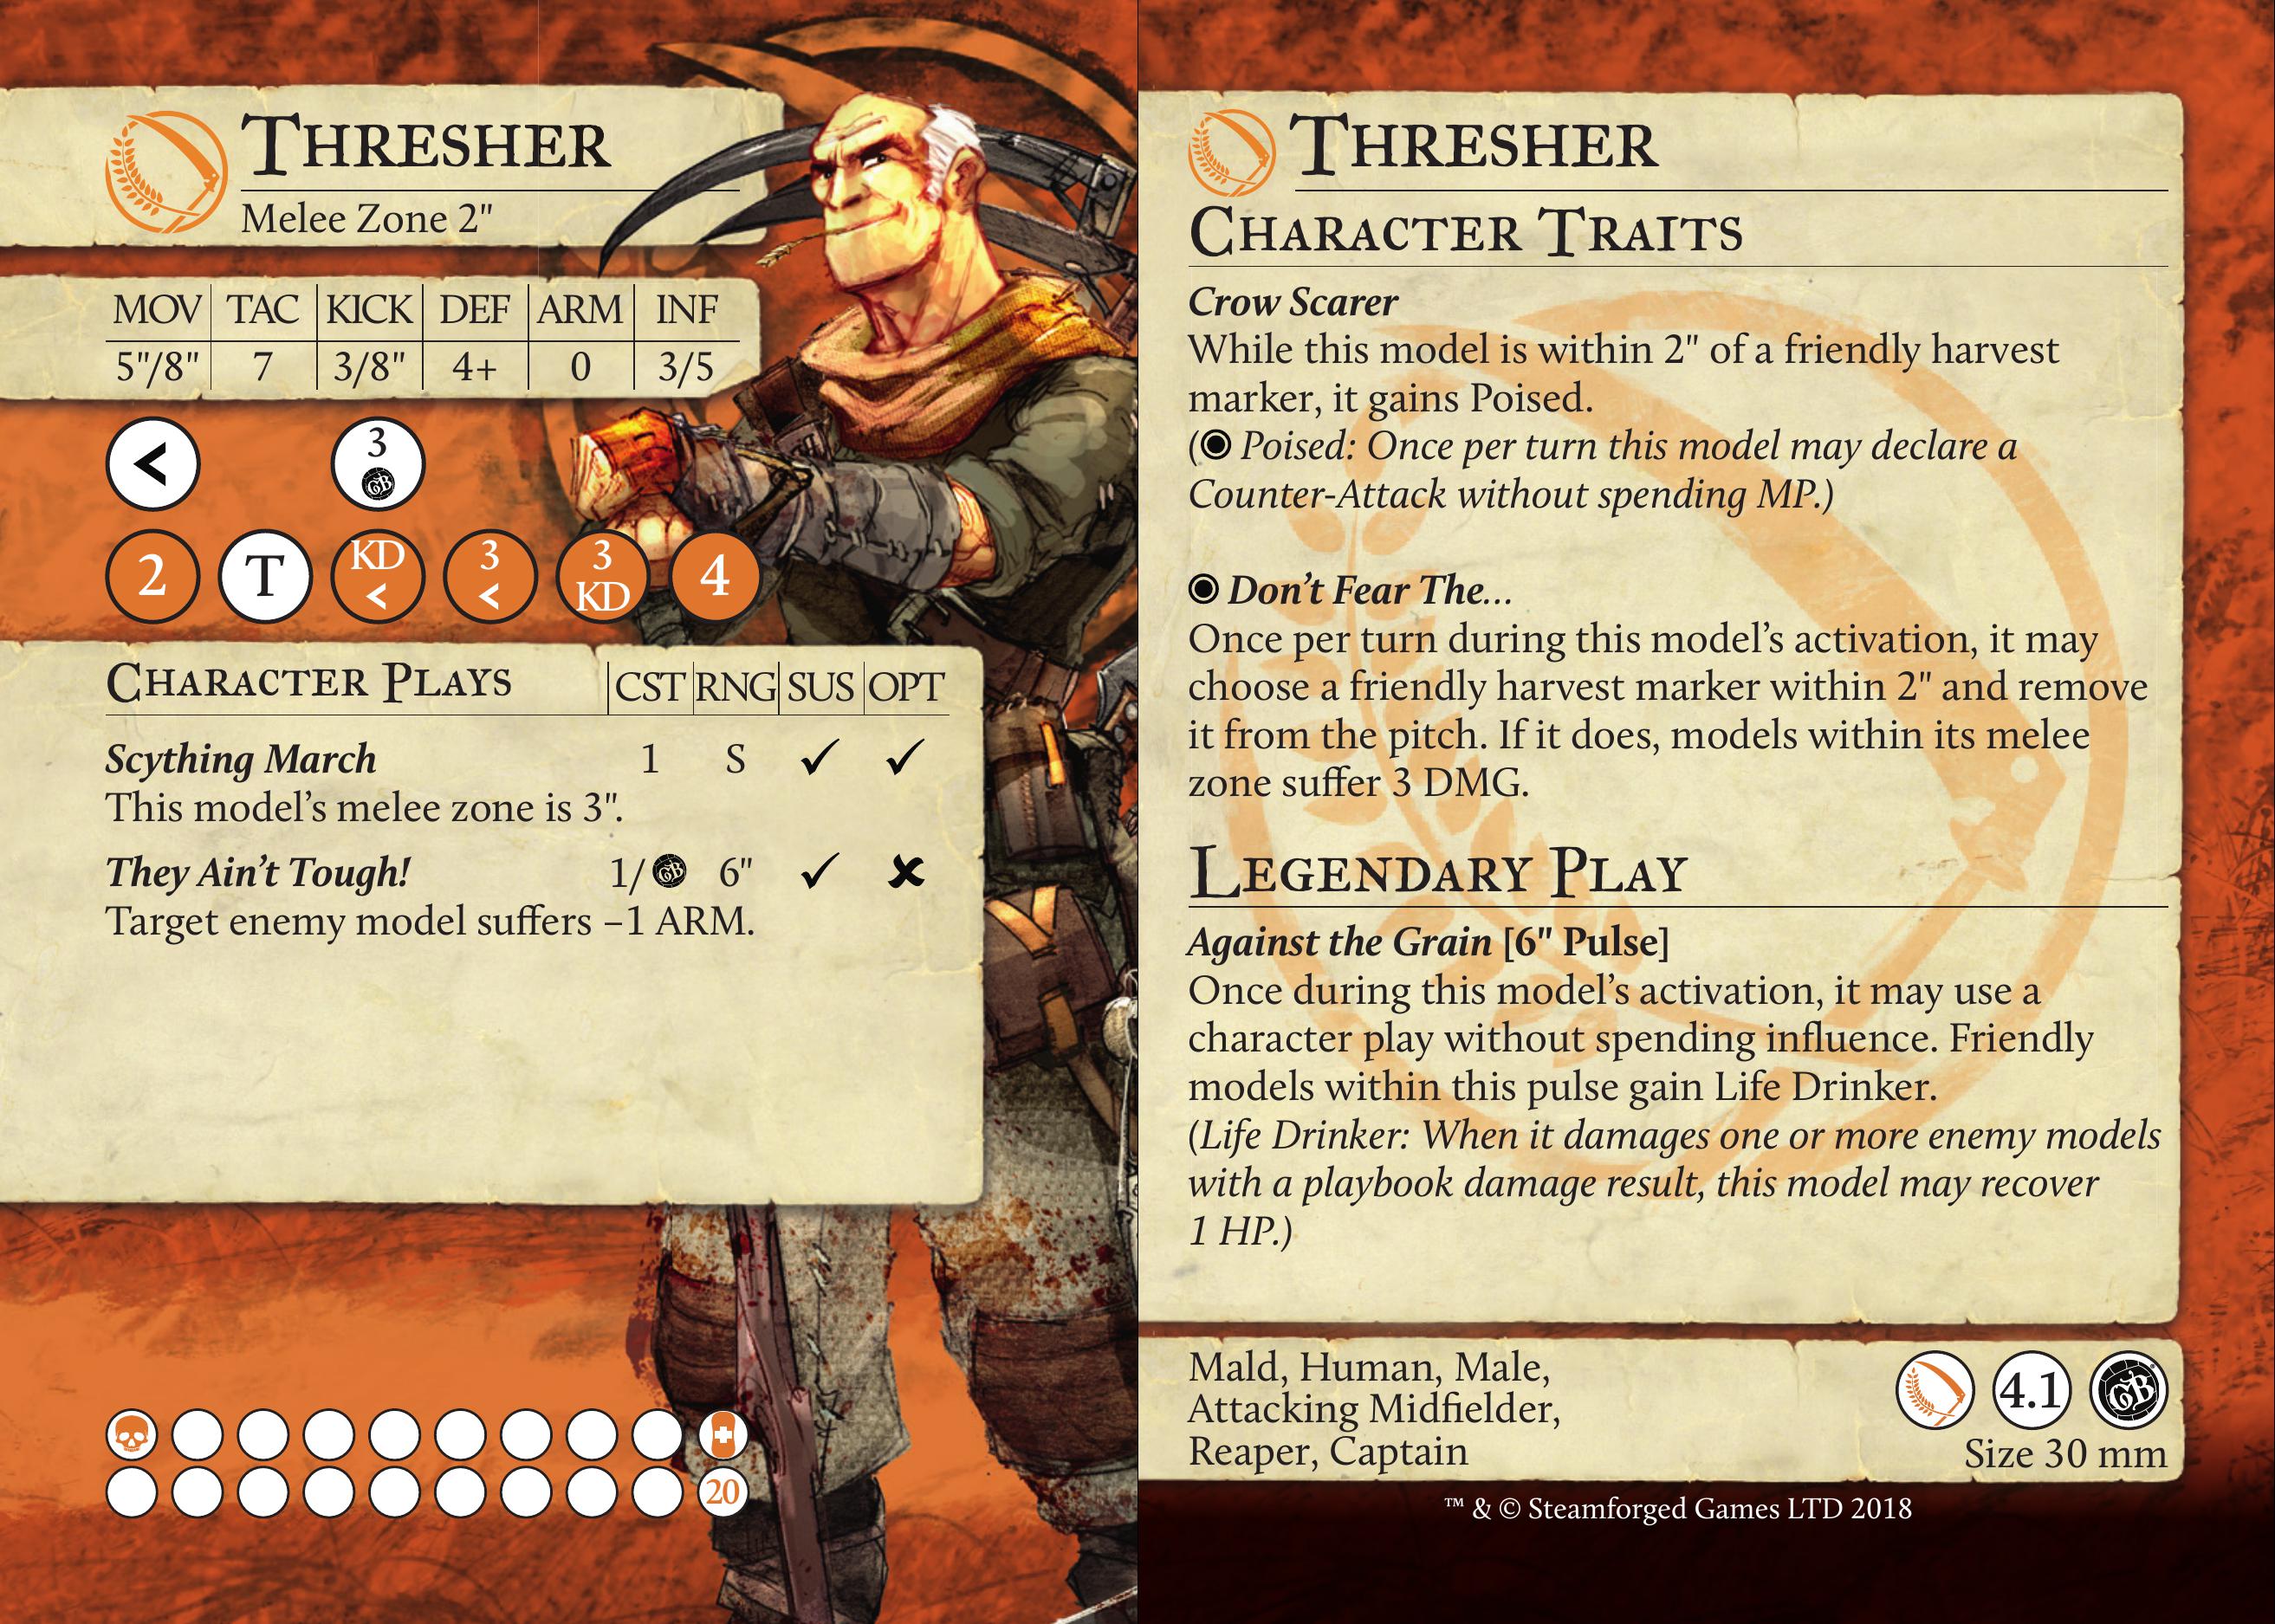 THRESHER
Melee Zone 2"
MOV TAC KICK DEF ARM INF
5"/8" 7 3/8" 4+ 0 3/5
<
3
GB
2 T KD < 3 < 3 KD 4
CHARACTER PLAYS CST RNG SUS OPT
Scything March 1 S ✓ ✓
This model's melee zone is 3".
They Ain't Tough! 1/GB 6" ✓ ✘
Target enemy model suffers –1 ARM.
20
THRESHER
CHARACTER TRAITS
Crow Scarer
While this model is within 2" of a friendly harvest
marker, it gains Poised.
(◉ Poised: Once per turn this model may declare a
Counter-Attack without spending MP.)
◉ Don't Fear The…
Once per turn during this model's activation, it may
choose a friendly harvest marker within 2" and remove
it from the pitch. If it does, models within its melee
zone suffer 3 DMG.
LEGENDARY PLAY
Against the Grain [6" Pulse]
Once during this model's activation, it may use a
character play without spending influence. Friendly
models within this pulse gain Life Drinker.
(Life Drinker: When it damages one or more enemy models
with a playbook damage result, this model may recover
1 HP.)
Mald, Human, Male,
Attacking Midfielder,
Reaper, Captain
4.1 GB
Size 30 mm
™ & © Steamforged Games LTD 2018